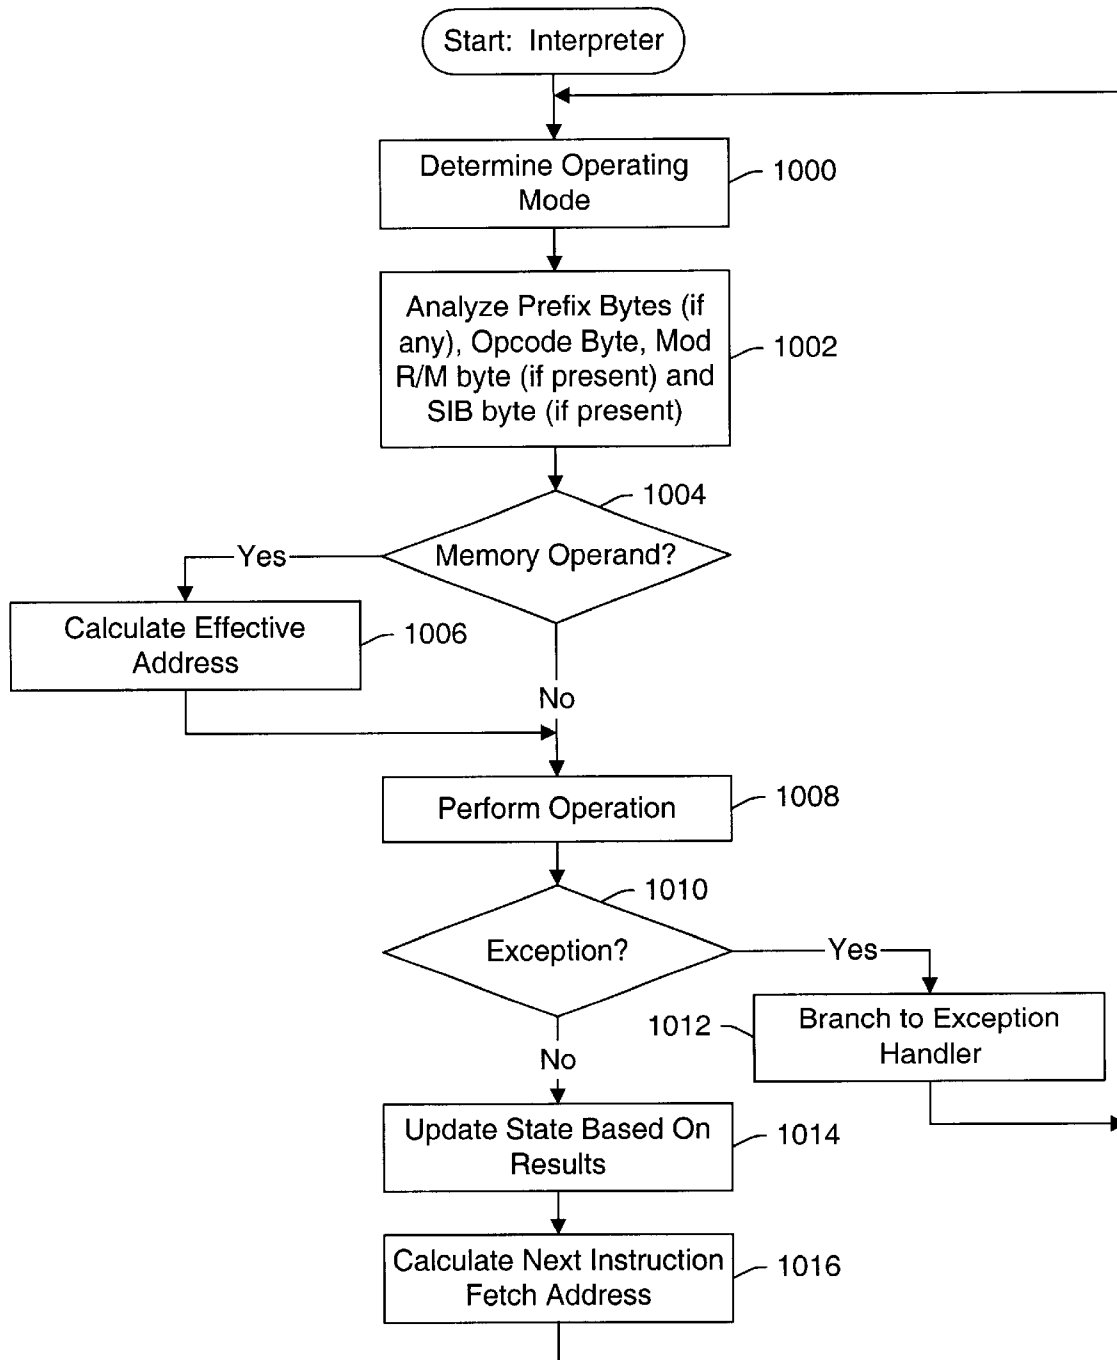 Start: Interpreter
Determine Operating
Mode
1000
Analyze Prefix Bytes (if
any), Opcode Byte, Mod
R/M byte (if present) and
SIB byte (if present)
1002
1004
Memory Operand?
Yes
Calculate Effective
Address
1006
No
Perform Operation
1008
1010
Exception?
Yes
1012
Branch to Exception
Handler
No
Update State Based On
Results
1014
Calculate Next Instruction
Fetch Address
1016